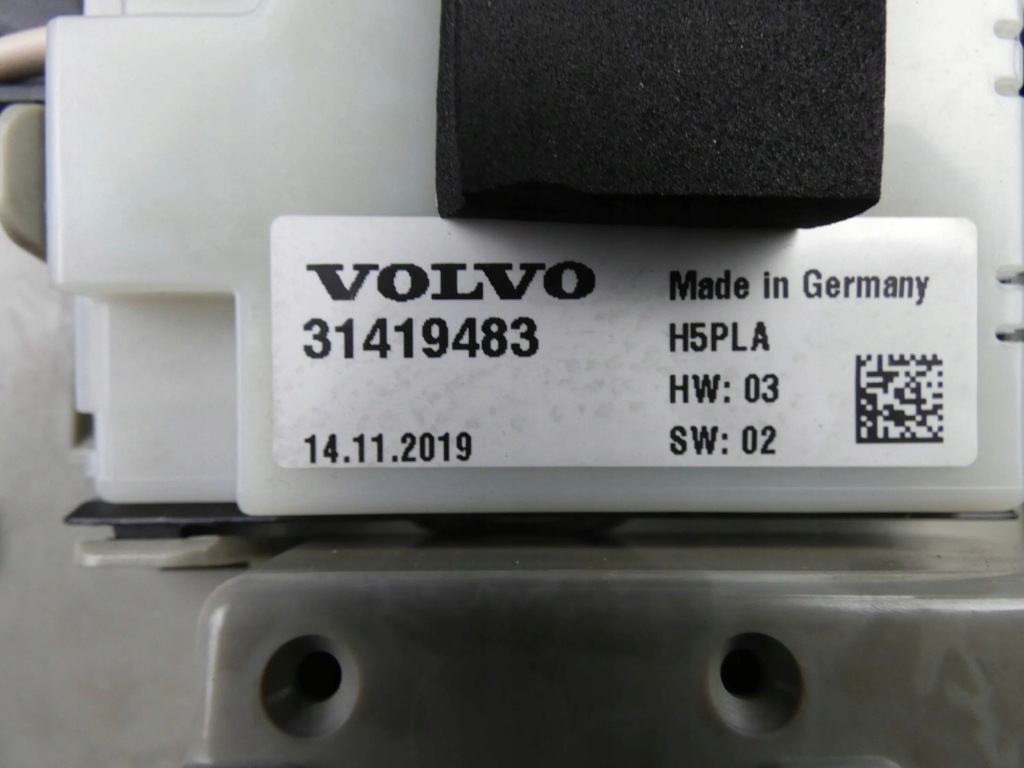 VOLVO
31419483
14.11.2019
Made in Germany
H5PLA
HW: 03
SW: 02